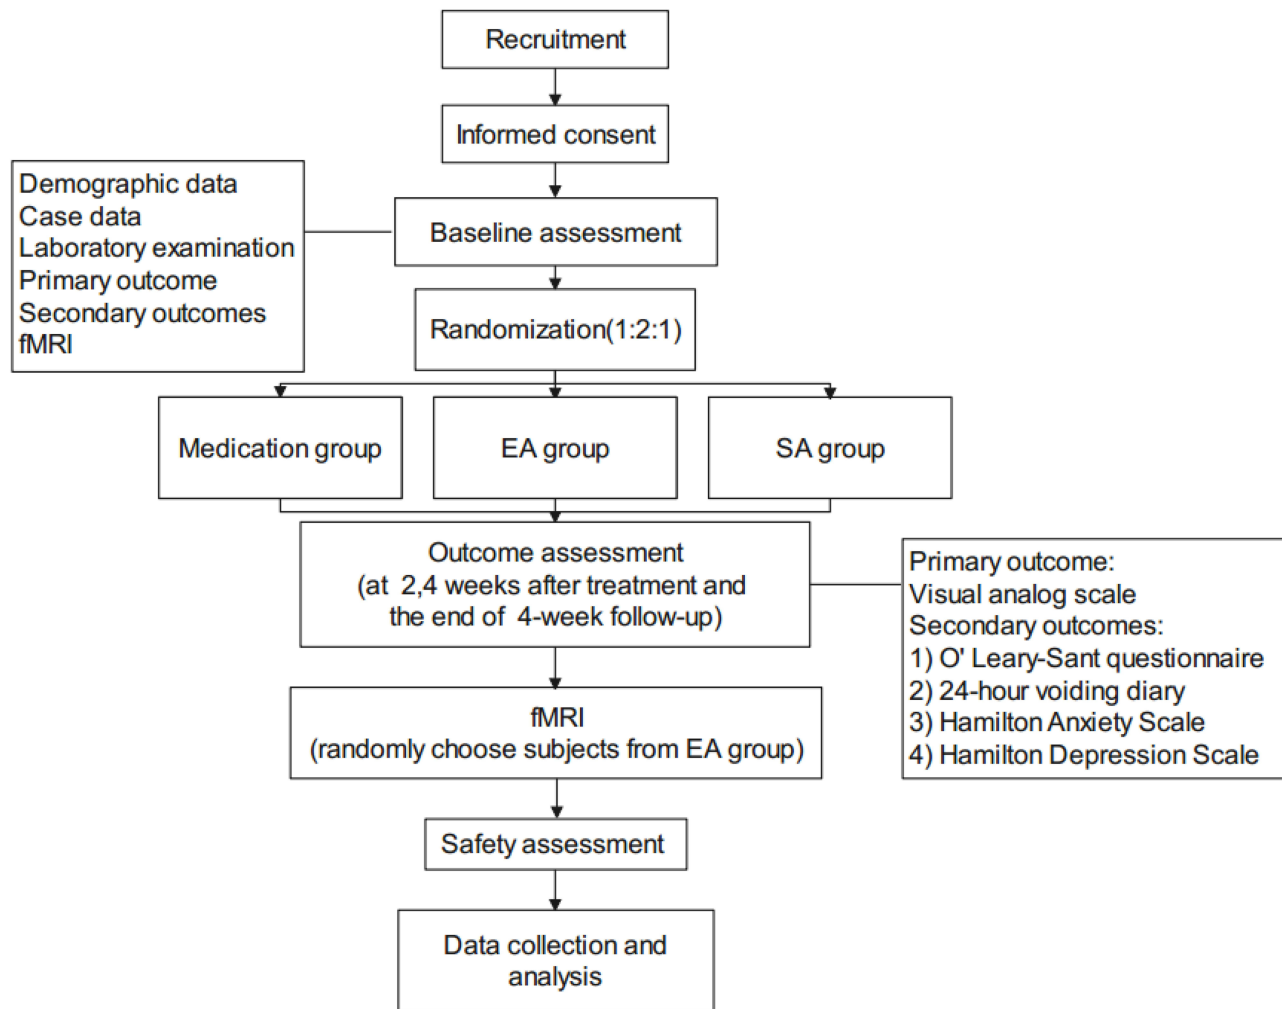 Recruitment
Informed consent
Demographic data
Case data
Laboratory examination
Primary outcome
Secondary outcomes
fMRI
Baseline assessment
Randomization(1:2:1)
Medication group
EA group
SA group
Outcome assessment
(at 2,4 weeks after treatment and
the end of 4-week follow-up)
Primary outcome:
Visual analog scale
Secondary outcomes:
1) O' Leary-Sant questionnaire
2) 24-hour voiding diary
3) Hamilton Anxiety Scale
4) Hamilton Depression Scale
fMRI
(randomly choose subjects from EA group)
Safety assessment
Data collection and
analysis